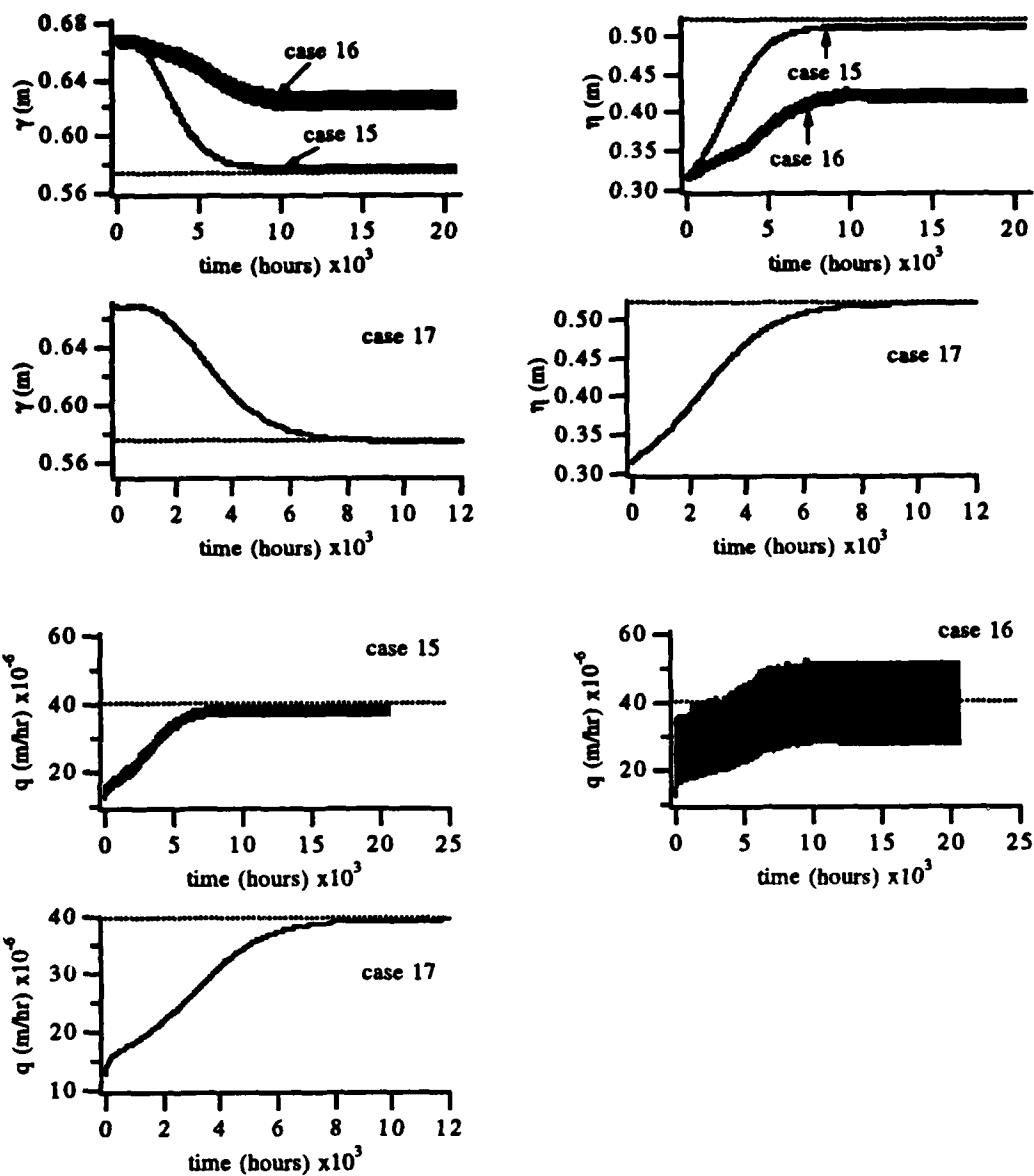 0.68
0.64
0.60
0.56
γ (m)
case 16
case 15
0 5 10 15 20
time (hours) x10³
0.50
0.45
0.40
0.35
0.30
η (m)
case 15
case 16
0 5 10 15 20
time (hours) x10³
0.64
0.60
0.56
γ (m)
case 17
0 2 4 6 8 10 12
time (hours) x10³
0.50
0.45
0.40
0.35
0.30
η (m)
case 17
0 2 4 6 8 10 12
time (hours) x10³
60
40
20
q (m/hr) x10⁻⁶
case 15
0 5 10 15 20 25
time (hours) x10³
60
40
20
q (m/hr) x10⁻⁶
case 16
0 5 10 15 20 25
time (hours) x10³
40
30
20
10
q (m/hr) x10⁻⁶
case 17
0 2 4 6 8 10 12
time (hours) x10³